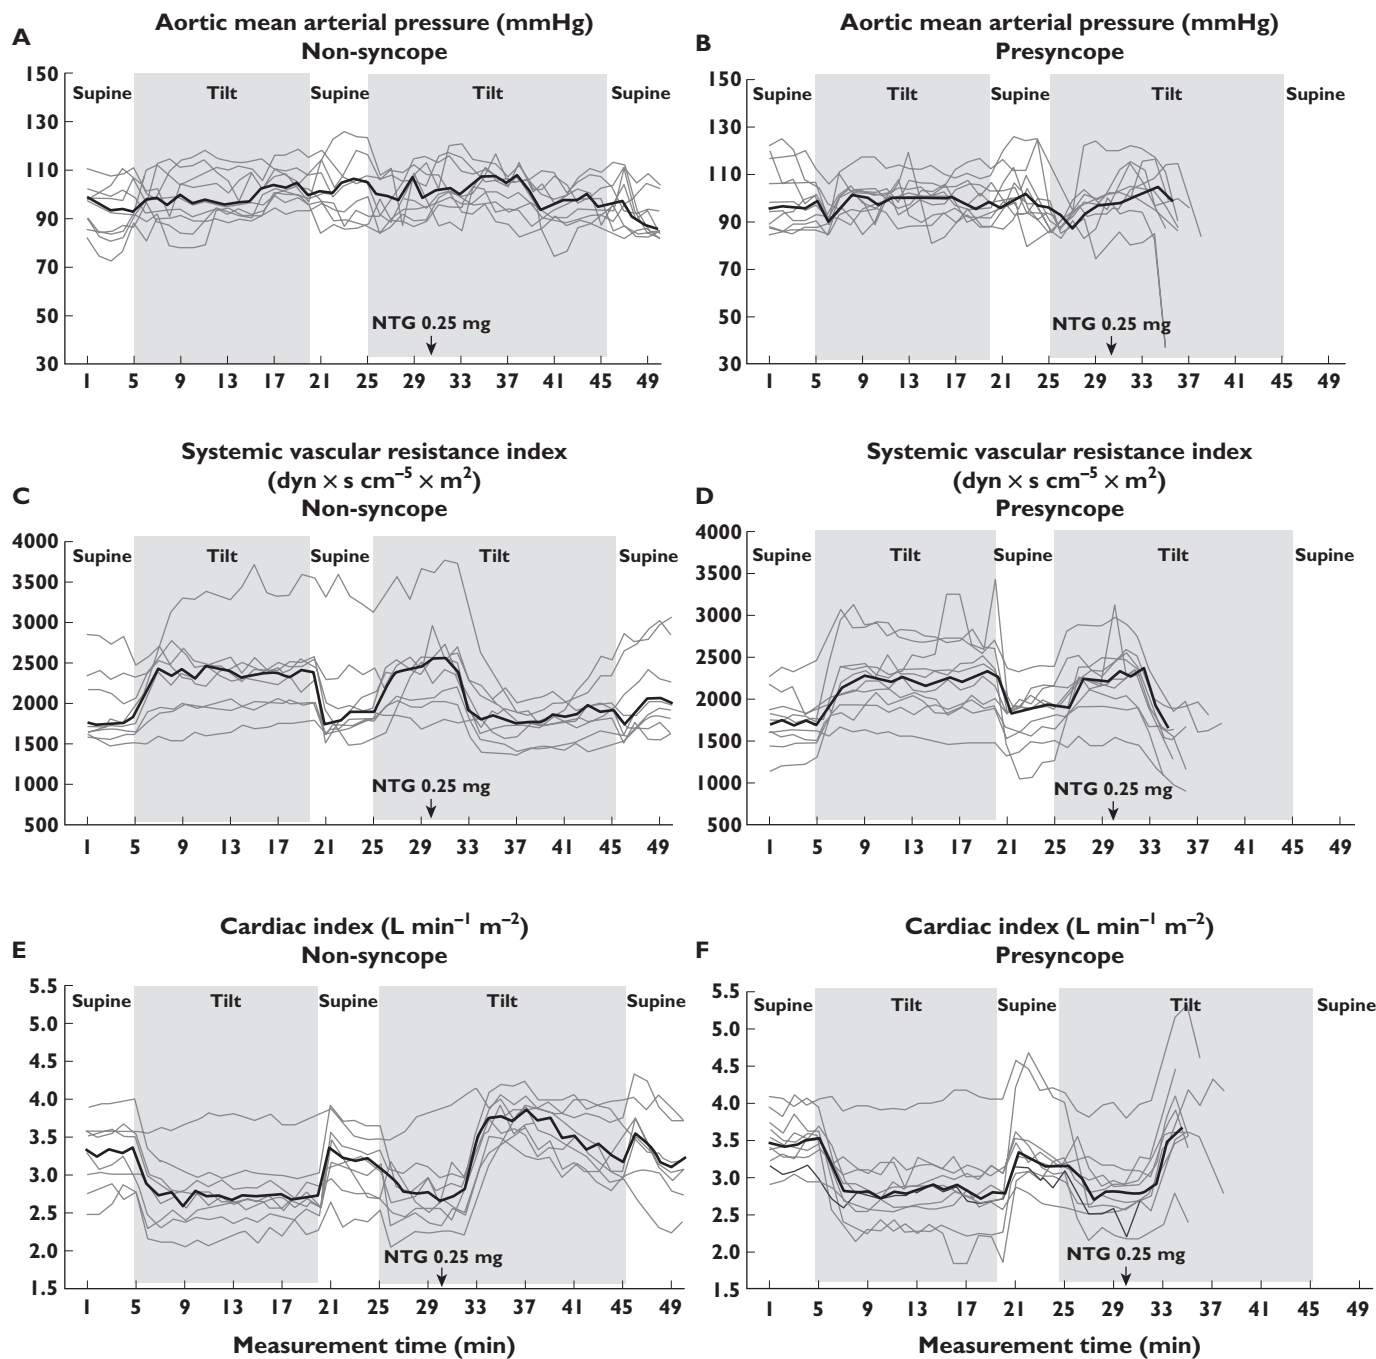 A
Aortic mean arterial pressure (mmHg)
Non-syncope
150
130
110
90
70
50
30
Supine Tilt Supine Tilt Supine
NTG 0.25 mg
1 5 9 13 17 21 25 29 33 37 41 45 49
B
Aortic mean arterial pressure (mmHg)
Presyncope
150
130
110
90
70
50
30
Supine Tilt Supine Tilt Supine
NTG 0.25 mg
1 5 9 13 17 21 25 29 33 37 41 45 49
C
Systemic vascular resistance index
(dyn × s cm⁻⁵ × m²)
Non-syncope
4000
3500
3000
2500
2000
1500
1000
500
Supine Tilt Supine Tilt Supine
NTG 0.25 mg
1 5 9 13 17 21 25 29 33 37 41 45 49
D
Systemic vascular resistance index
(dyn × s cm⁻⁵ × m²)
Presyncope
4000
3500
3000
2500
2000
1500
1000
500
Supine Tilt Supine Tilt Supine
NTG 0.25 mg
1 5 9 13 17 21 25 29 33 37 41 45 49
E
Cardiac index (L min⁻¹ m⁻²)
Non-syncope
5.5
5.0
4.5
4.0
3.5
3.0
2.5
2.0
1.5
Supine Tilt Supine Tilt Supine
NTG 0.25 mg
1 5 9 13 17 21 25 29 33 37 41 45 49
Measurement time (min)
F
Cardiac index (L min⁻¹ m⁻²)
Presyncope
5.5
5.0
4.5
4.0
3.5
3.0
2.5
2.0
1.5
Supine Tilt Supine Tilt Supine
NTG 0.25 mg
1 5 9 13 17 21 25 29 33 37 41 45 49
Measurement time (min)